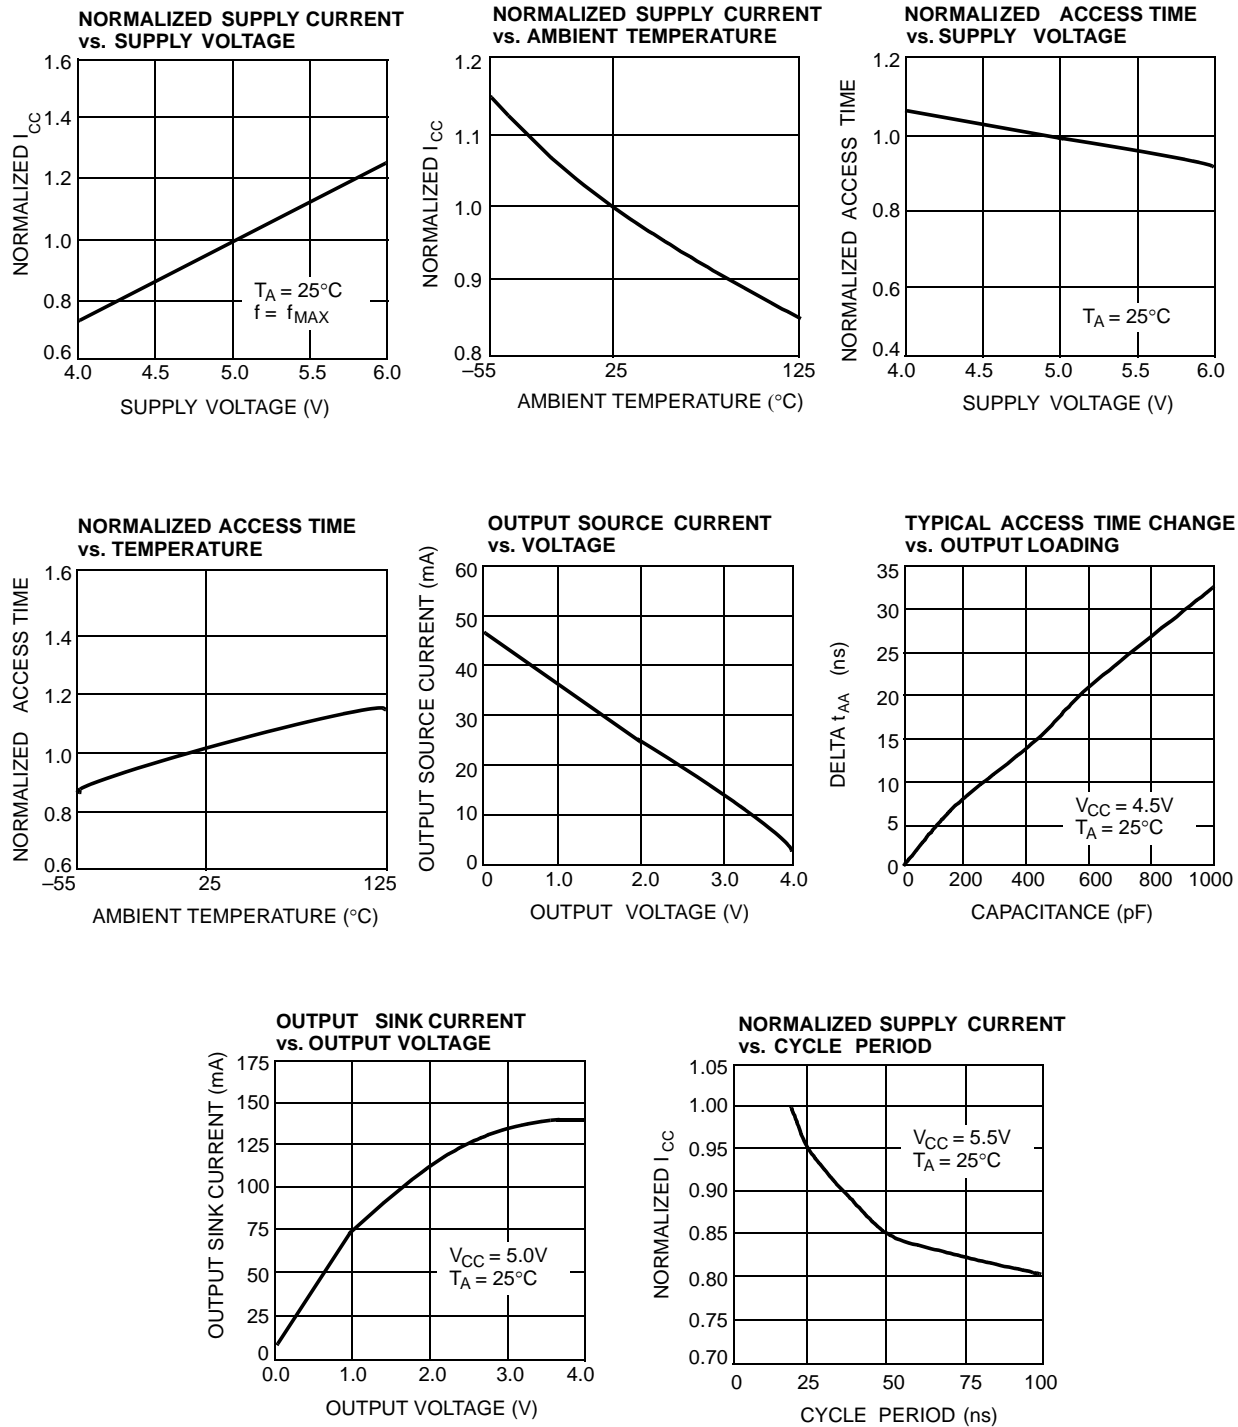 NORMALIZED SUPPLY CURRENT
vs. SUPPLY VOLTAGE
NORMALIZED I CC
1.6
1.4
1.2
1.0
0.8
0.6
TA = 25°C
f = fMAX
4.0 4.5 5.0 5.5 6.0
SUPPLY VOLTAGE (V)
NORMALIZED SUPPLY CURRENT
vs. AMBIENT TEMPERATURE
NORMALIZED I CC
1.2
1.1
1.0
0.9
0.8
–55 25 125
AMBIENT TEMPERATURE (°C)
NORMALIZED ACCESS TIME
vs. SUPPLY VOLTAGE
NORMALIZED ACCESS TIME
1.2
1.0
0.8
0.6
0.4
TA = 25°C
4.0 4.5 5.0 5.5 6.0
SUPPLY VOLTAGE (V)
NORMALIZED ACCESS TIME
vs. TEMPERATURE
NORMALIZED ACCESS TIME
1.6
1.4
1.2
1.0
0.8
0.6
–55 25 125
AMBIENT TEMPERATURE (°C)
OUTPUT SOURCE CURRENT
vs. VOLTAGE
OUTPUT SOURCE CURRENT (mA)
60
50
40
30
20
10
0
0 1.0 2.0 3.0 4.0
OUTPUT VOLTAGE (V)
TYPICAL ACCESS TIME CHANGE
vs. OUTPUT LOADING
DELTA tAA (ns)
35
30
25
20
15
10
5
0
VCC = 4.5V
TA = 25°C
0 200 400 600 800 1000
CAPACITANCE (pF)
OUTPUT SINK CURRENT
vs. OUTPUT VOLTAGE
OUTPUT SINK CURRENT (mA)
175
150
125
100
75
50
25
0
VCC = 5.0V
TA = 25°C
0.0 1.0 2.0 3.0 4.0
OUTPUT VOLTAGE (V)
NORMALIZED SUPPLY CURRENT
vs. CYCLE PERIOD
NORMALIZED I CC
1.05
1.00
0.95
0.90
0.85
0.80
0.75
0.70
VCC = 5.5V
TA = 25°C
0 25 50 75 100
CYCLE PERIOD (ns)